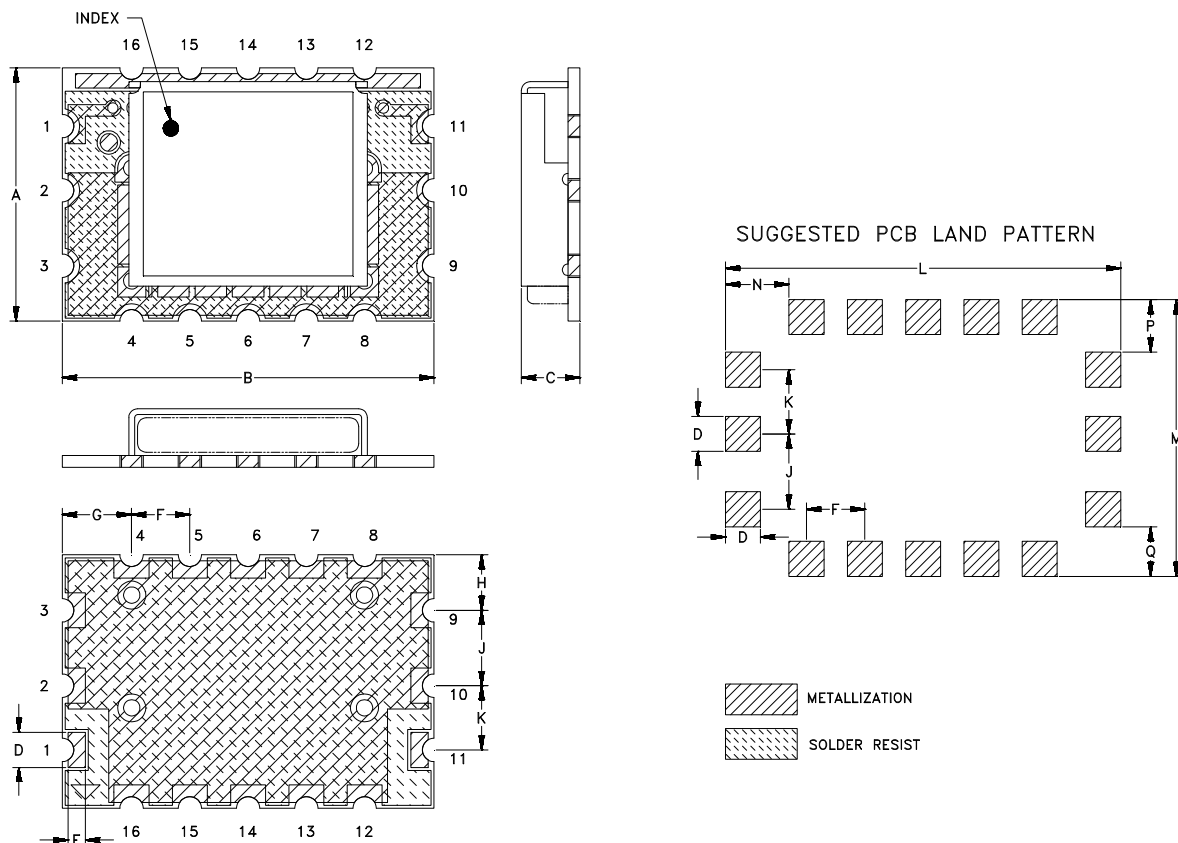 INDEX
16 15 14 13 12
1 11
A
2 10
3 9
4 5 6 7 8
B
C
SUGGESTED PCB LAND PATTERN
L
N
P
K
D
M
J
F
D
Q
G F
4 5 6 7 8
H
3 9
J
2 10
K
D 1 11
E
16 15 14 13 12
METALLIZATION
SOLDER RESIST